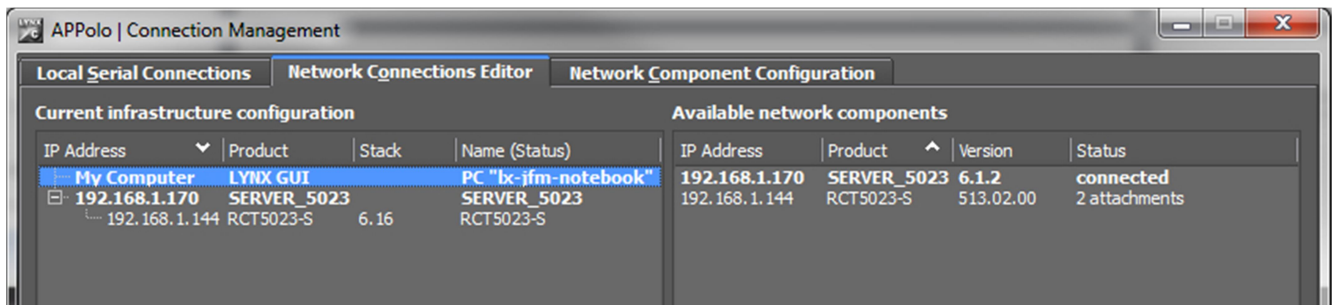 LYNX
APPolo | Connection Management
Local Serial Connections
Network Connections Editor
Network Component Configuration
Current infrastructure configuration
IP Address Product Stack Name (Status)
My Computer LYNX GUI PC "lx-jfm-notebook"
192.168.1.170 SERVER_5023 SERVER_5023
192.168.1.144 RCT5023-S 6.16 RCT5023-S
Available network components
IP Address Product Version Status
192.168.1.170 SERVER_5023 6.1.2 connected
192.168.1.144 RCT5023-S 513.02.00 2 attachments